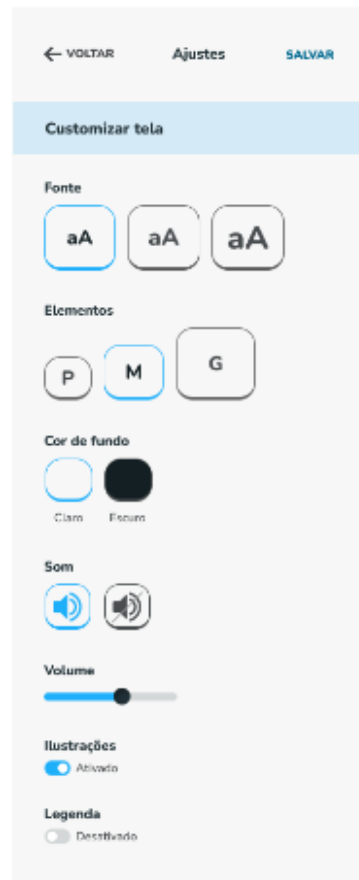 ← VOLTAR Ajustes SALVAR
Customizar tela
Fonte
aA aA aA
Elementos
P M G
Cor de fundo
Claro Escuro
Som
Volume
Ilustrações
Ativado
Legenda
Desativado